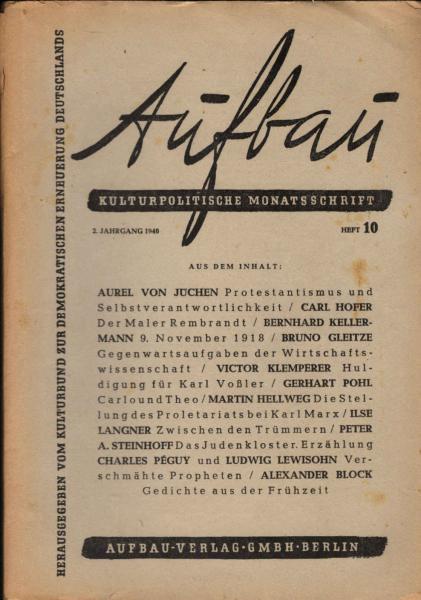 HERAUSGEGEBEN VOM KULTURBUND ZUR DEMOKRATISCHEN ERNEUERUNG DEUTSCHLANDS
Aufbau
KULTURPOLITISCHE MONATSSCHRIFT
2. JAHRGANG 1946 HEFT 10
AUS DEM INHALT:
AUREL VON JÜCHEN Protestantismus und
Selbstverantwortlichkeit / CARL HOFER
Der Maler Rembrandt / BERNHARD KELLER-
MANN 9. November 1918 / BRUNO GLEITZE
Gegenwartsaufgaben der Wirtschafts-
wissenschaft / VICTOR KLEMPERER Hul-
digung für Karl Voßler / GERHART POHL
Carlo und Theo / MARTIN HELLWEG Die Stel-
lung des Proletariats bei Karl Marx / ILSE
LANGNER Zwischen den Trümmern / PETER
A. STEINHOFF Das Judenkloster. Erzählung
CHARLES PÉGUY und LUDWIG LEWISOHN Ver-
schmähte Propheten / ALEXANDER BLOCK
Gedichte aus der Frühzeit
AUFBAU-VERLAG·GMBH·BERLIN